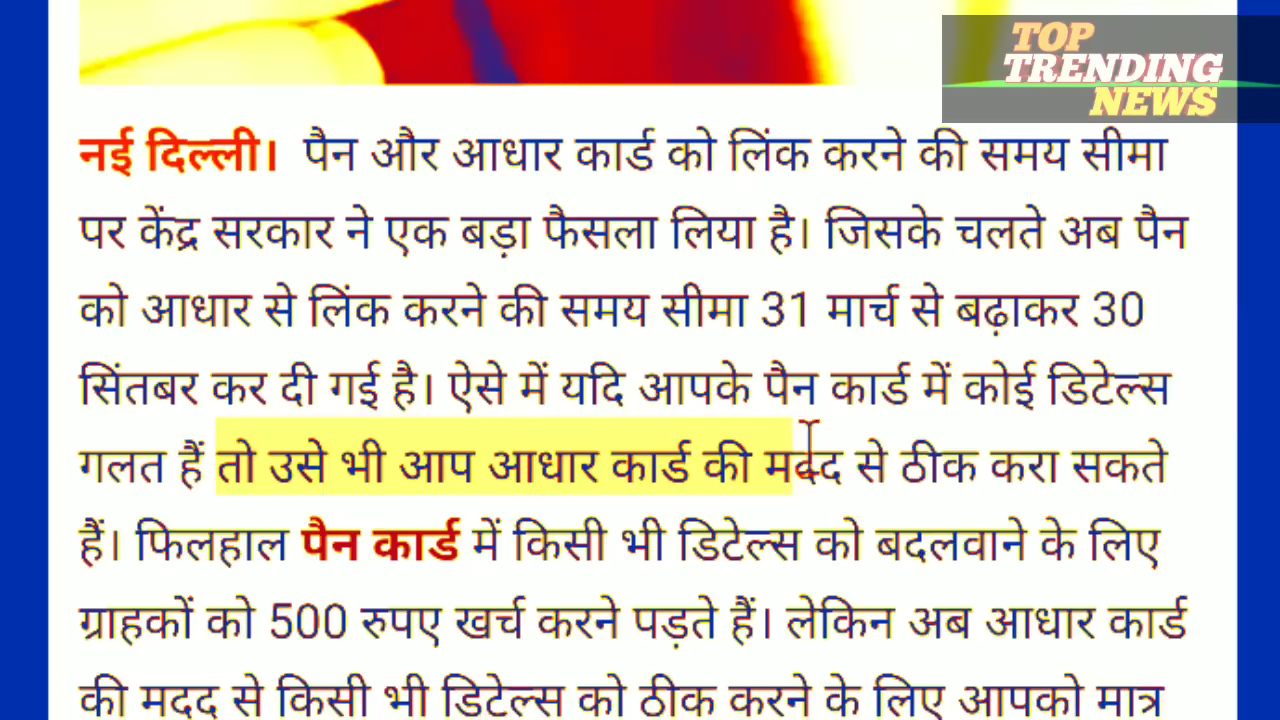 TOP
TRENDING
NEWS
नई दिल्ली। पैन और आधार कार्ड को लिंक करने की समय सीमा
पर केंद्र सरकार ने एक बड़ा फैसला लिया है। जिसके चलते अब पैन
को आधार से लिंक करने की समय सीमा 31 मार्च से बढ़ाकर 30
सिंतबर कर दी गई है। ऐसे में यदि आपके पैन कार्ड में कोई डिटेल्स
गलत हैं तो उसे भी आप आधार कार्ड की मदद से ठीक करा सकते
हैं। फिलहाल पैन कार्ड में किसी भी डिटेल्स को बदलवाने के लिए
ग्राहकों को 500 रुपए खर्च करने पड़ते हैं। लेकिन अब आधार कार्ड
की मदद से किसी भी डिटेल्स को ठीक करने के लिए आपको मात्र